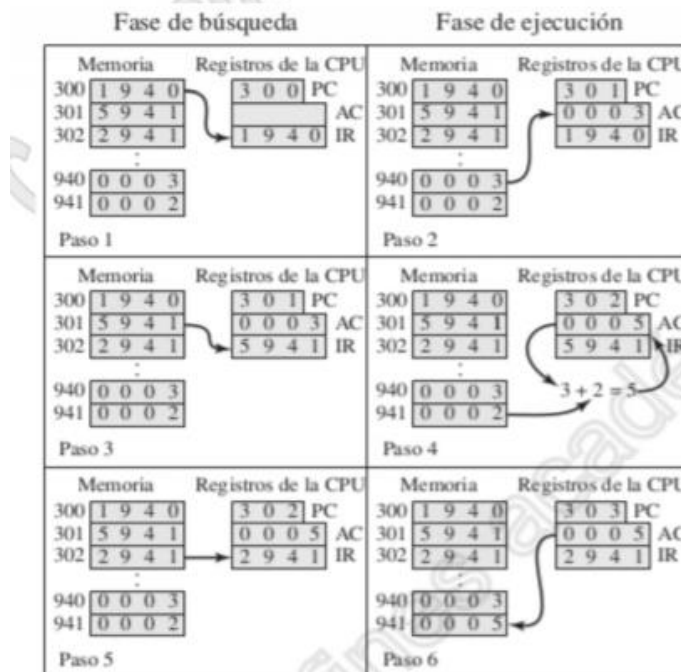 Fase de búsqueda Fase de ejecución
Memoria Registros de la CPU
300 1 9 4 0 3 0 0 PC
301 5 9 4 1 AC
302 2 9 4 1 1 9 4 0 IR
940 0 0 0 3
941 0 0 0 2
Paso 1
Memoria Registros de la CPU
300 1 9 4 0 3 0 1 PC
301 5 9 4 1 0 0 0 3 AC
302 2 9 4 1 1 9 4 0 IR
940 0 0 0 3
941 0 0 0 2
Paso 2
Memoria Registros de la CPU
300 1 9 4 0 3 0 1 PC
301 5 9 4 1 0 0 0 3 AC
302 2 9 4 1 5 9 4 1 IR
940 0 0 0 3
941 0 0 0 2
Paso 3
Memoria Registros de la CPU
300 1 9 4 0 3 0 2 PC
301 5 9 4 1 0 0 0 5 AC
302 2 9 4 1 5 9 4 1 IR
940 0 0 0 3 3 + 2 = 5
941 0 0 0 2
Paso 4
Memoria Registros de la CPU
300 1 9 4 0 3 0 2 PC
301 5 9 4 1 0 0 0 5 AC
302 2 9 4 1 2 9 4 1 IR
940 0 0 0 3
941 0 0 0 2
Paso 5
Memoria Registros de la CPU
300 1 9 4 0 3 0 3 PC
301 5 9 4 1 0 0 0 5 AC
302 2 9 4 1 2 9 4 1 IR
940 0 0 0 3
941 0 0 0 5
Paso 6